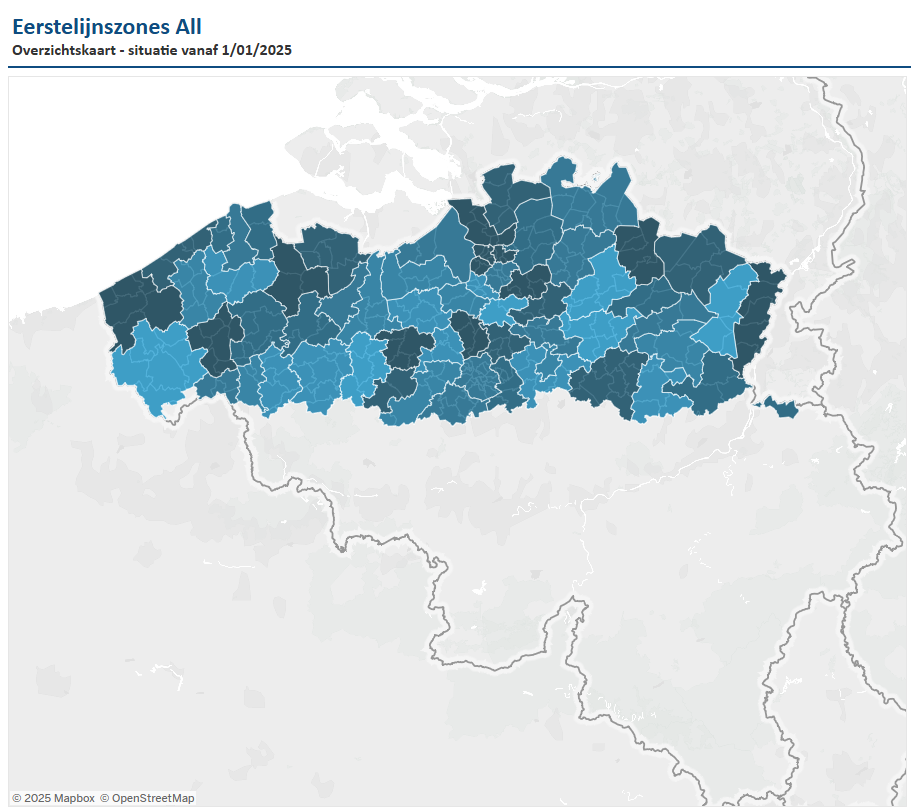 Eerstelijnszones All
Overzichtskaart - situatie vanaf 1/01/2025
© 2025 Mapbox © OpenStreetMap